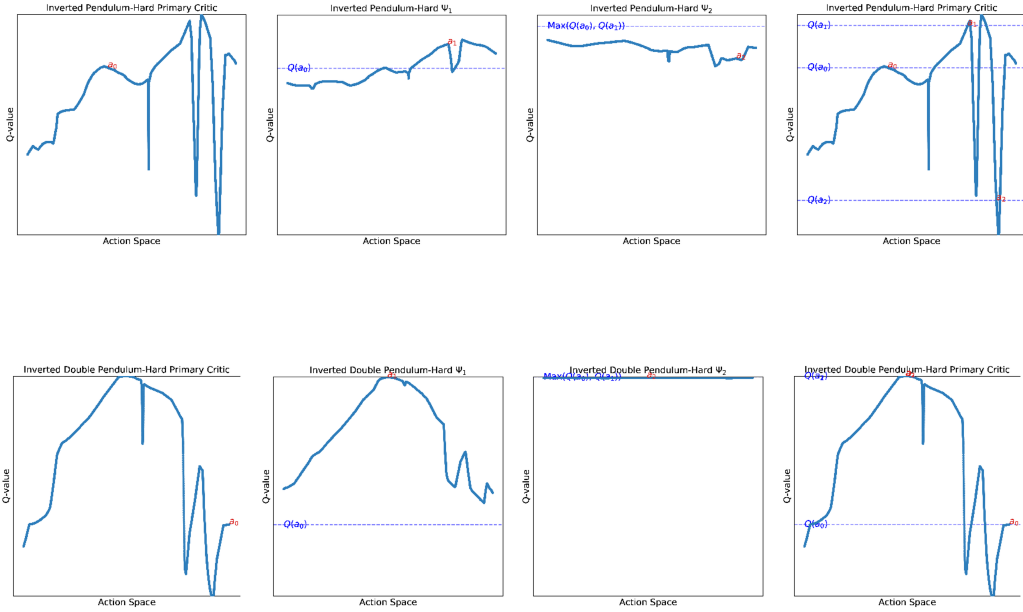 Inverted Pendulum-Hard Primary Critic
Q-value
a₀
Action Space
Inverted Pendulum-Hard Ψ₁
Q-value
Q(a₀)
a₁
Action Space
Inverted Pendulum-Hard Ψ₂
Q-value
Max(Q(a₀), Q(a₁))
a₂
Action Space
Inverted Pendulum-Hard Primary Critic
Q-value
Q(a₁)
Q(a₀)
Q(a₂)
a₁
a₀
a₂
Action Space
Inverted Double Pendulum-Hard Primary Critic
Q-value
a₀
Action Space
Inverted Double Pendulum-Hard Ψ₁
Q-value
Q(a₀)
Action Space
Inverted Double Pendulum-Hard Ψ₂
Q-value
Max(Q(a₀), Q(a₁))
Action Space
Inverted Double Pendulum-Hard Primary Critic
Q-value
Q(a₀)
a₀
Action Space